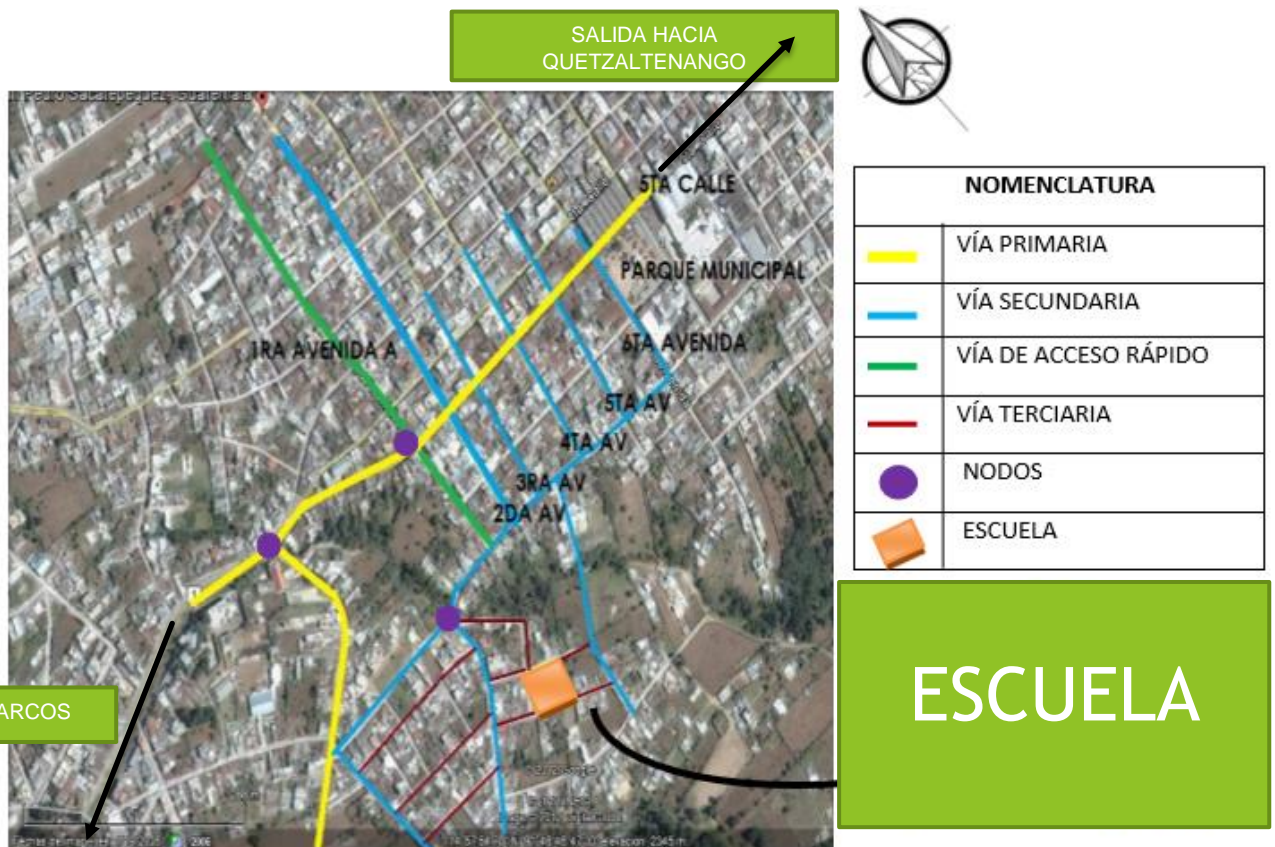 SALIDA HACIA
QUETZALTENANGO
5TA CALLE
PARQUE MUNICIPAL
1RA AVENIDA A
6TA AVENIDA
5TA AV
4TA AV
3RA AV
2DA AV
ARCOS
NOMENCLATURA
VÍA PRIMARIA
VÍA SECUNDARIA
VÍA DE ACCESO RÁPIDO
VÍA TERCIARIA
NODOS
ESCUELA
ESCUELA